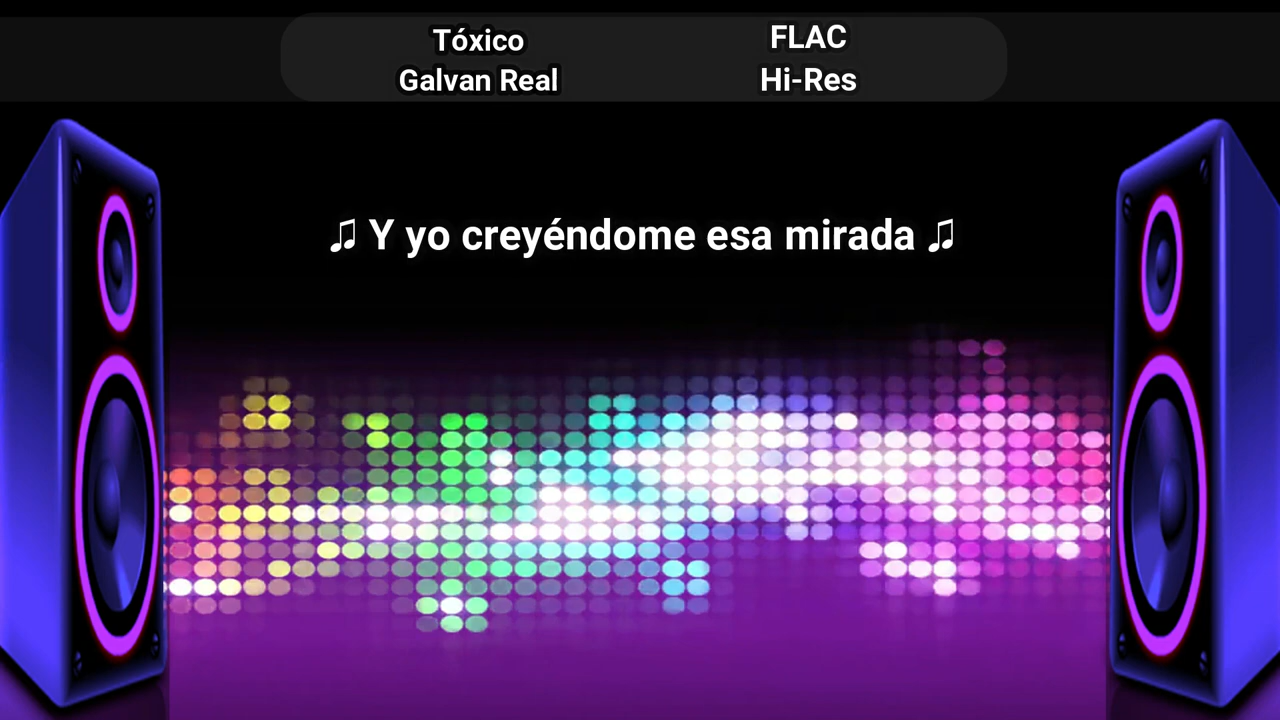 Tóxico
Galvan Real
FLAC
Hi-Res
♫ Y yo creyéndome esa mirada ♫